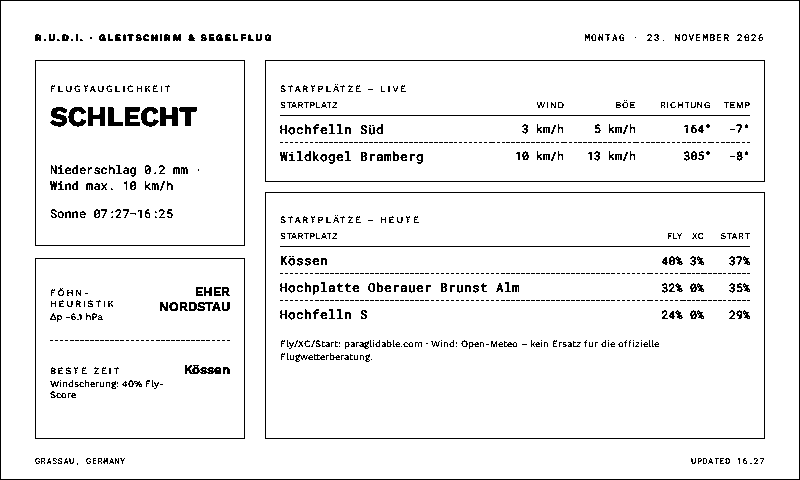 R.U.D.I. · GLEITSCHIRM & SEGELFLUG
MONTAG · 23. NOVEMBER 2026
FLUGTAUGLICHKEIT
SCHLECHT
Niederschlag 0.2 mm ·
Wind max. 10 km/h
Sonne 07:27–16:25
FÖHN-
HEURISTIK
Δp -6.1 hPa
EHER
NORDSTAU
BESTE ZEIT
Kössen
Windscherung: 40% Fly-
Score
STARTPLÄTZE – LIVE
STARTPLATZ WIND BÖE RICHTUNG TEMP
Hochfelln Süd 3 km/h 5 km/h 164° -7°
Wildkogel Bramberg 10 km/h 13 km/h 305° -8°
STARTPLÄTZE – HEUTE
STARTPLATZ FLY XC START
Kössen 40% 3% 37%
Hochplatte Oberauer Brunst Alm 32% 0% 35%
Hochfelln S 24% 0% 29%
Fly/XC/Start: paraglidable.com · Wind: Open-Meteo – kein Ersatz fur die offizielle
Flugwetterberatung.
GRASSAU, GERMANY
UPDATED 16.27